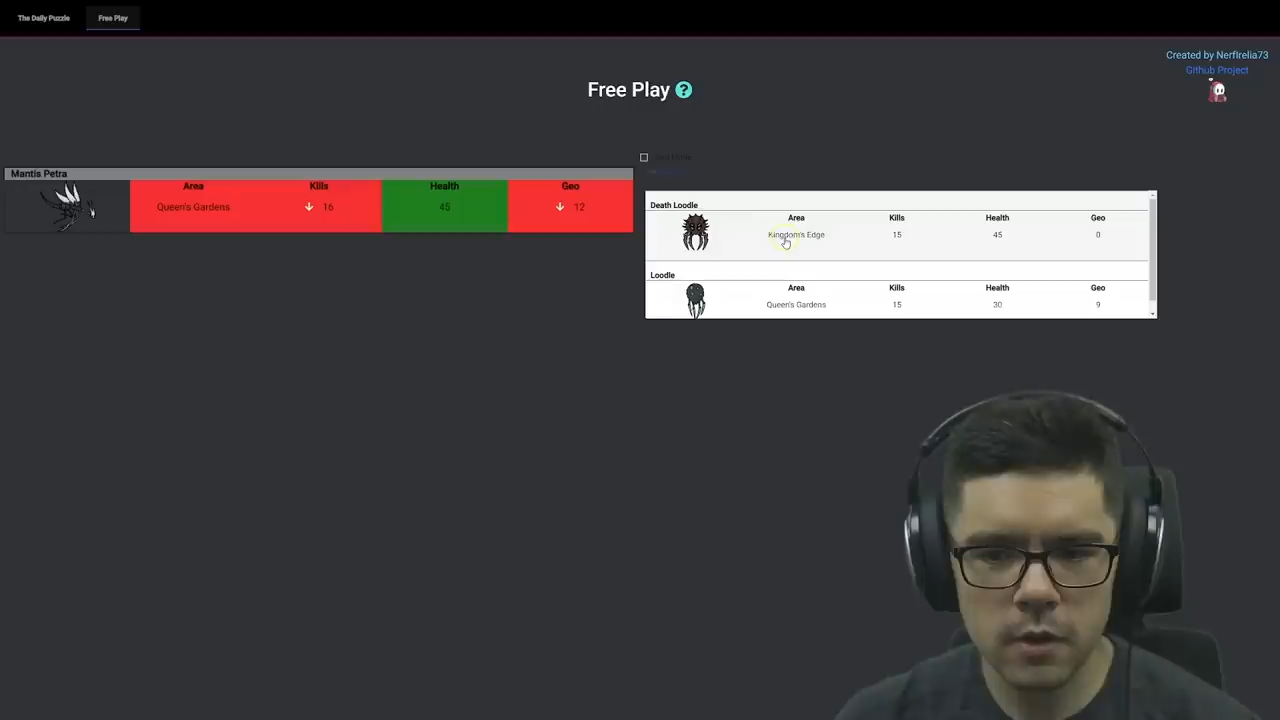 The Daily Puzzle
Free Play
Created by NerfIrelia73
Github Project
Free Play ?
Mantis Petra
Area Kills Health Geo
Queen's Gardens 16 45 12
Death Loodle
Area Kills Health Geo
Kingdom's Edge 15 45 0
Loodle
Area Kills Health Geo
Queen's Gardens 15 30 9